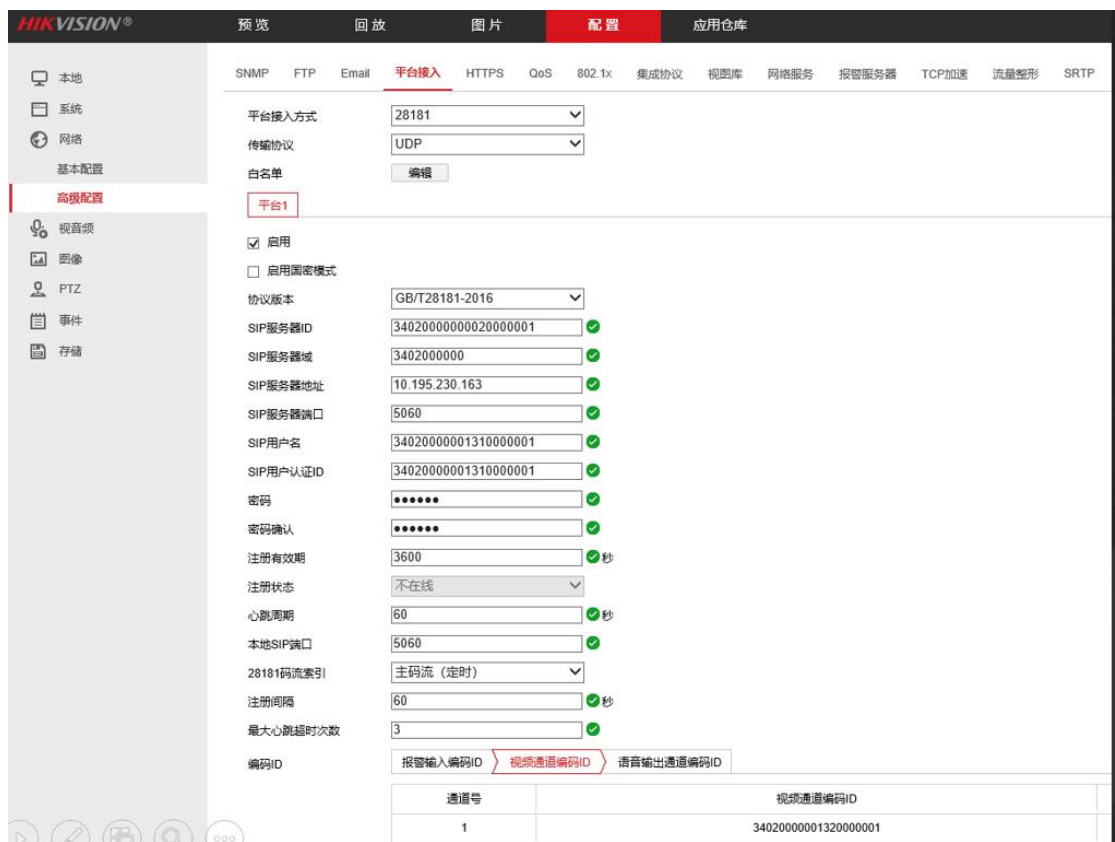 HIKVISION®
预览 回放 图片 配置 应用仓库
本地
系统
网络
基本配置
高级配置
视音频
图像
PTZ
事件
存储
SNMP FTP Email 平台接入 HTTPS QoS 802.1x 集成协议 视图库 网络服务 报警服务器 TCP加速 流量整形 SRTP
平台接入方式 28181
传输协议 UDP
白名单 编辑
平台1
启用
启用国密模式
协议版本 GB/T28181-2016
SIP服务器ID 34020000000020000001
SIP服务器域 3402000000
SIP服务器地址 10.195.230.163
SIP服务器端口 5060
SIP用户名 34020000001310000001
SIP用户认证ID 34020000001310000001
密码 ••••••
密码确认 ••••••
注册有效期 3600 秒
注册状态 不在线
心跳周期 60 秒
本地SIP端口 5060
28181码流索引 主码流（定时）
注册间隔 60 秒
最大心跳超时次数 3
编码ID 报警输入编码ID 视频通道编码ID 语音输出通道编码ID
通道号 视频通道编码ID
1 34020000001320000001